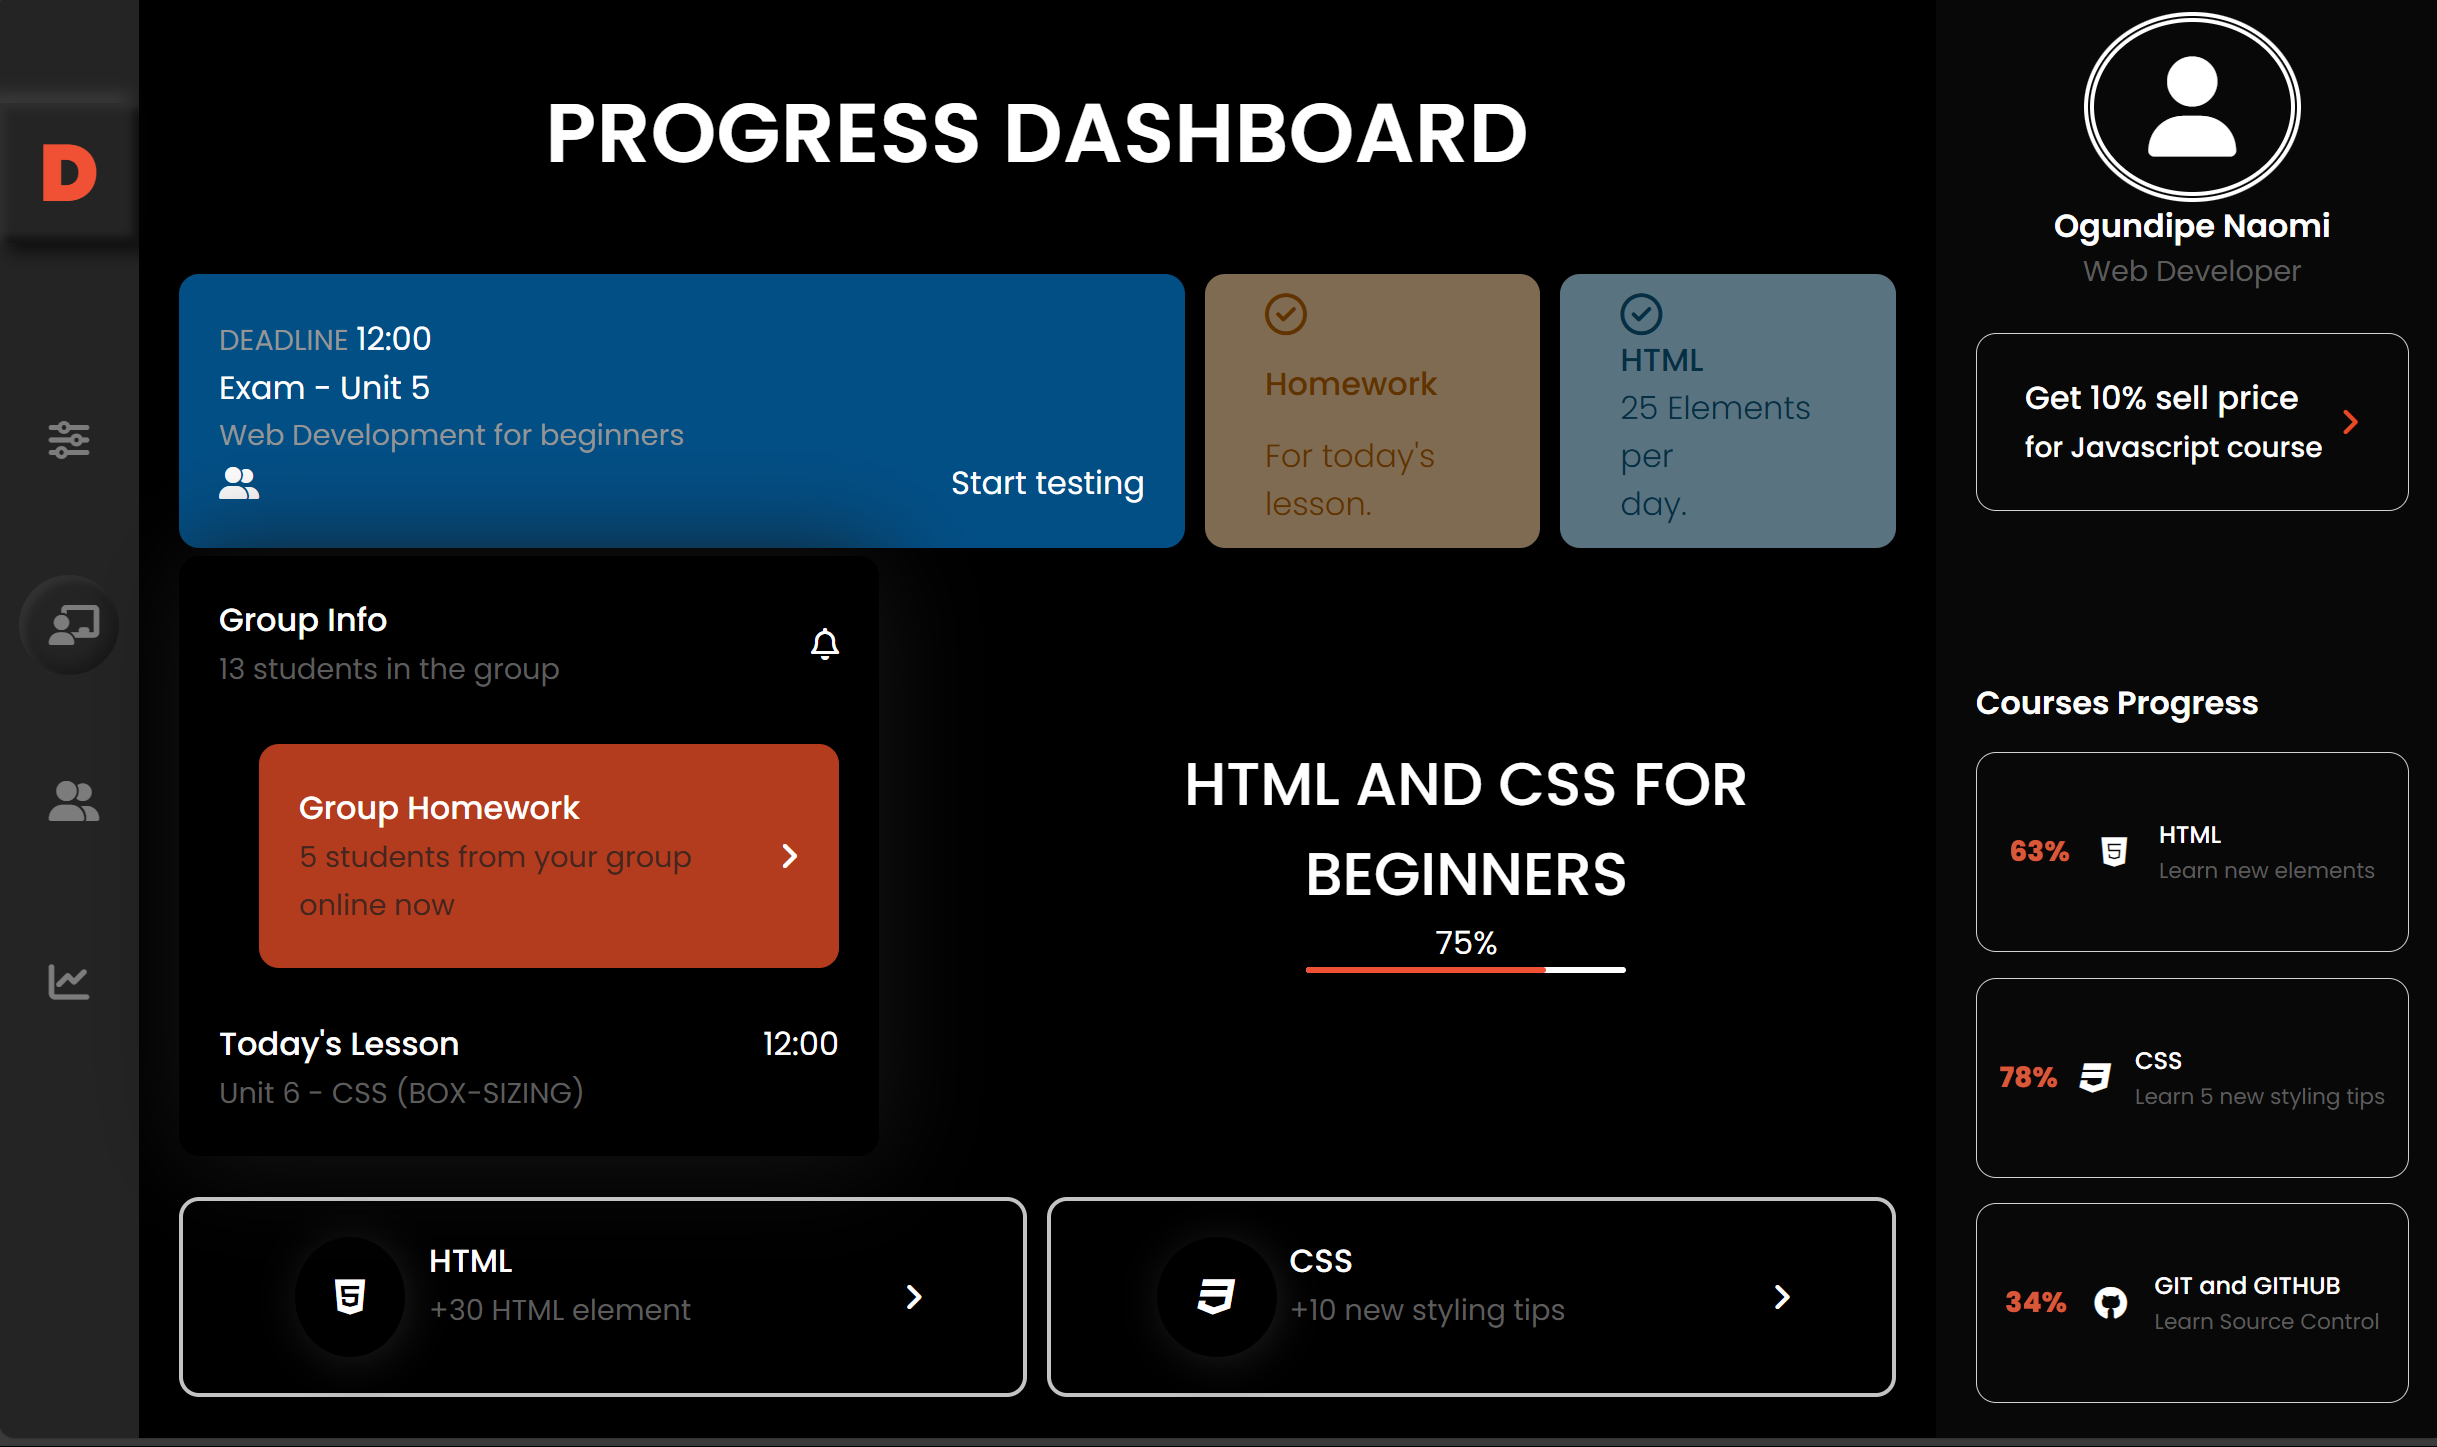 D
PROGRESS DASHBOARD
DEADLINE 12:00
Exam - Unit 5
Web Development for beginners
Start testing
Homework
For today's
lesson.
HTML
25 Elements
per
day.
Group Info
13 students in the group
Group Homework
5 students from your group
online now
Today's Lesson 12:00
Unit 6 - CSS (BOX-SIZING)
HTML AND CSS FOR
BEGINNERS
75%
HTML
+30 HTML element
CSS
+10 new styling tips
Ogundipe Naomi
Web Developer
Get 10% sell price
for Javascript course
Courses Progress
63%
HTML
Learn new elements
78%
CSS
Learn 5 new styling tips
34%
GIT and GITHUB
Learn Source Control